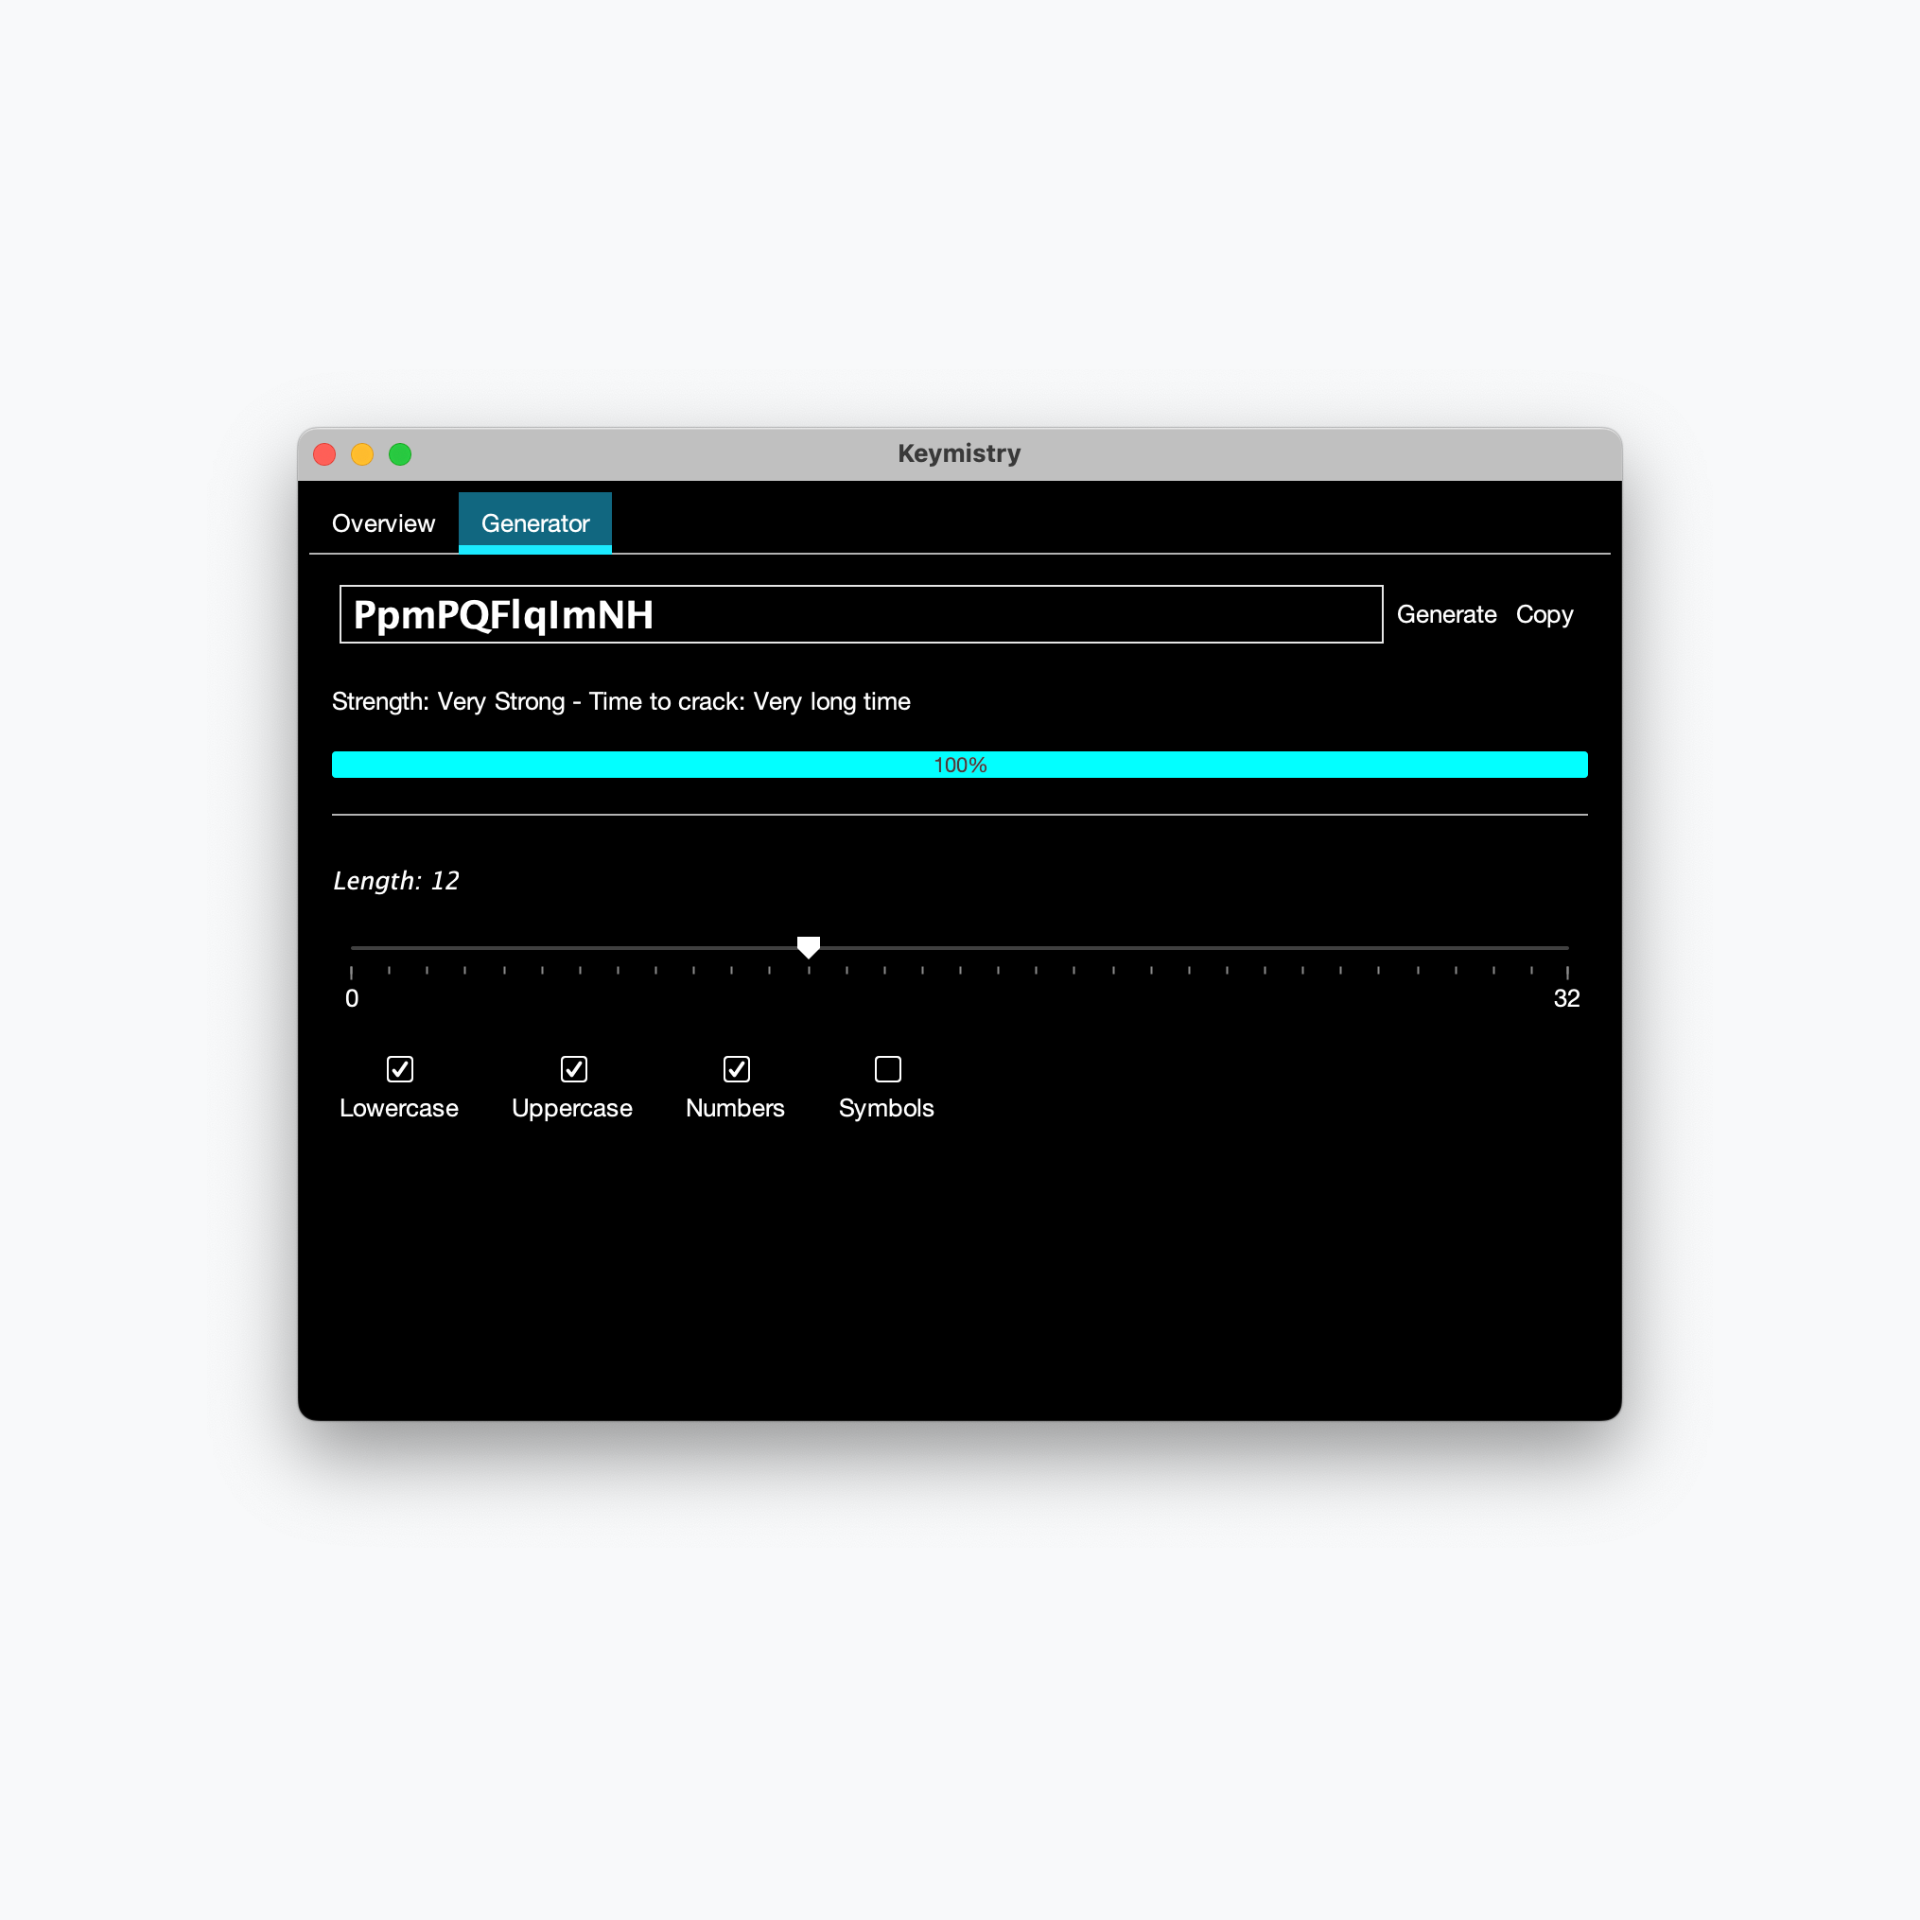 Keymistry
Overview Generator
PpmPQFlqImNH Generate Copy
Strength: Very Strong - Time to crack: Very long time
100%
Length: 12
0 32
Lowercase Uppercase Numbers Symbols